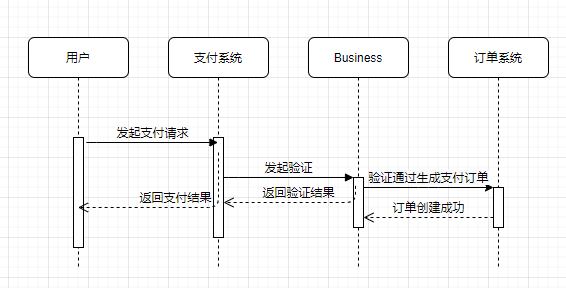 用户
支付系统
Business
订单系统
发起支付请求
发起验证
验证通过生成支付订单
返回验证结果
返回支付结果
订单创建成功